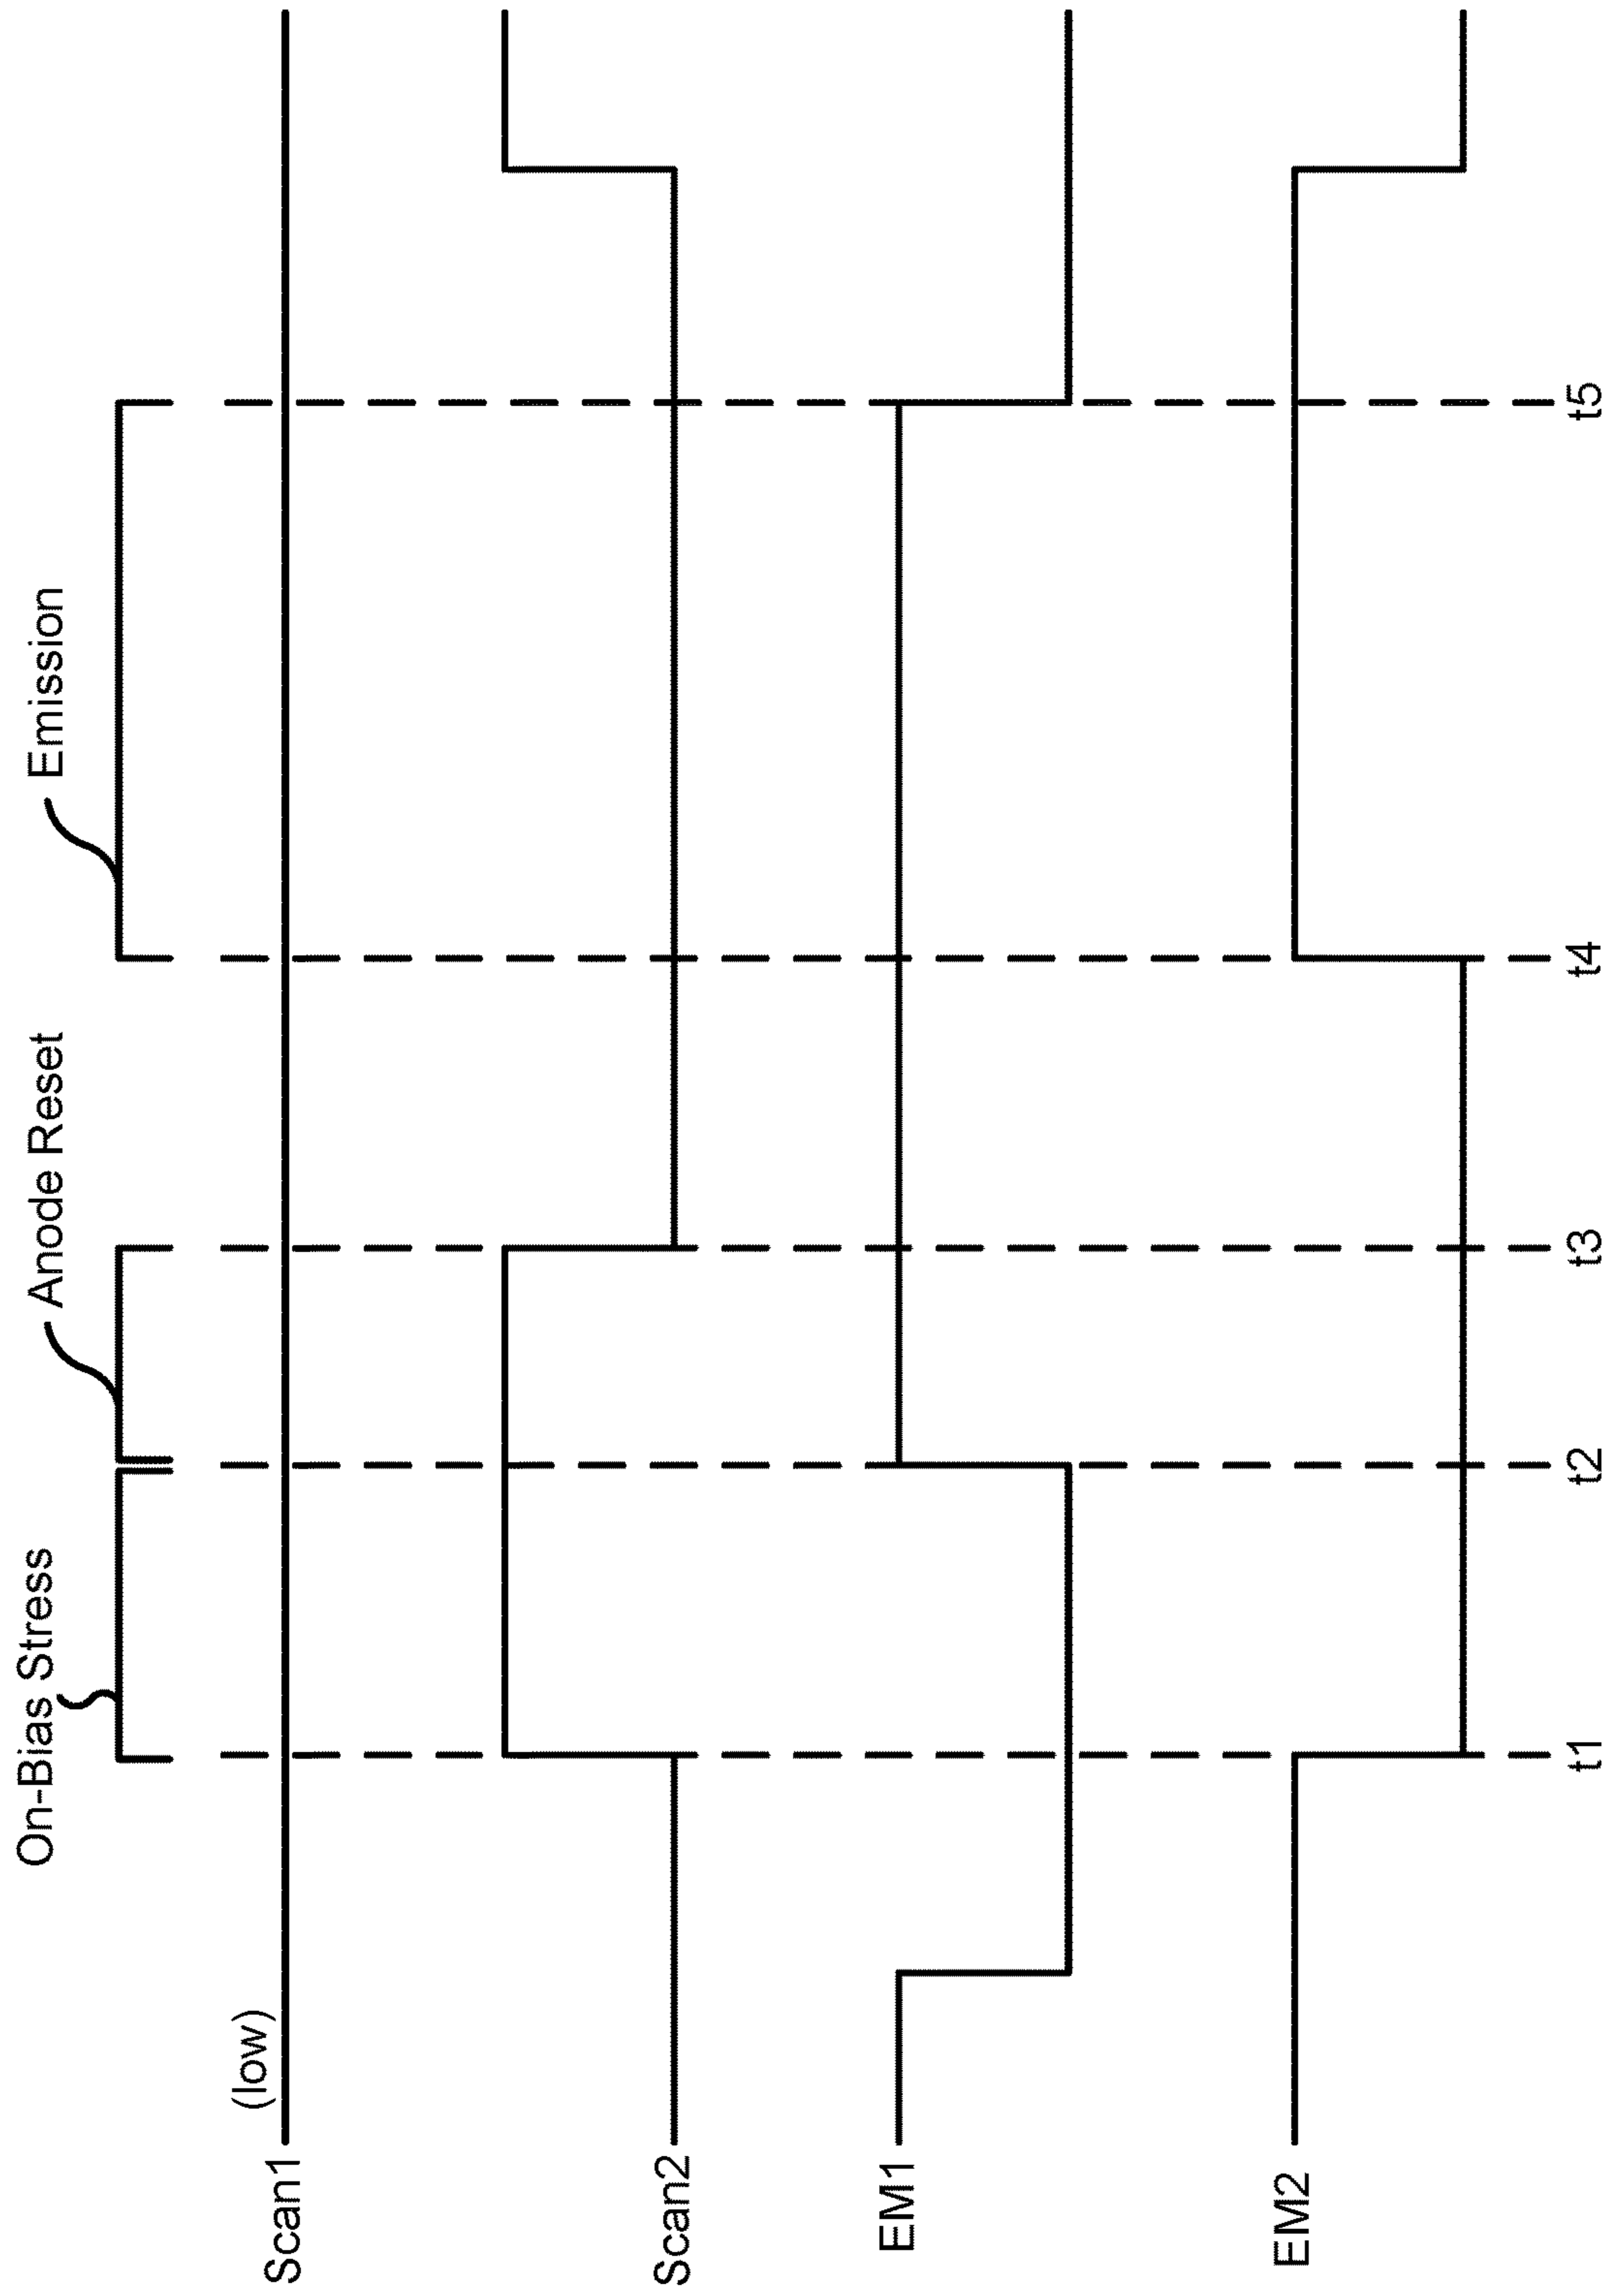 On-Bias Stress
Anode Reset
Emission
(low)
Scan1
Scan2
EM1
EM2
t1
t2
t3
t4
t5